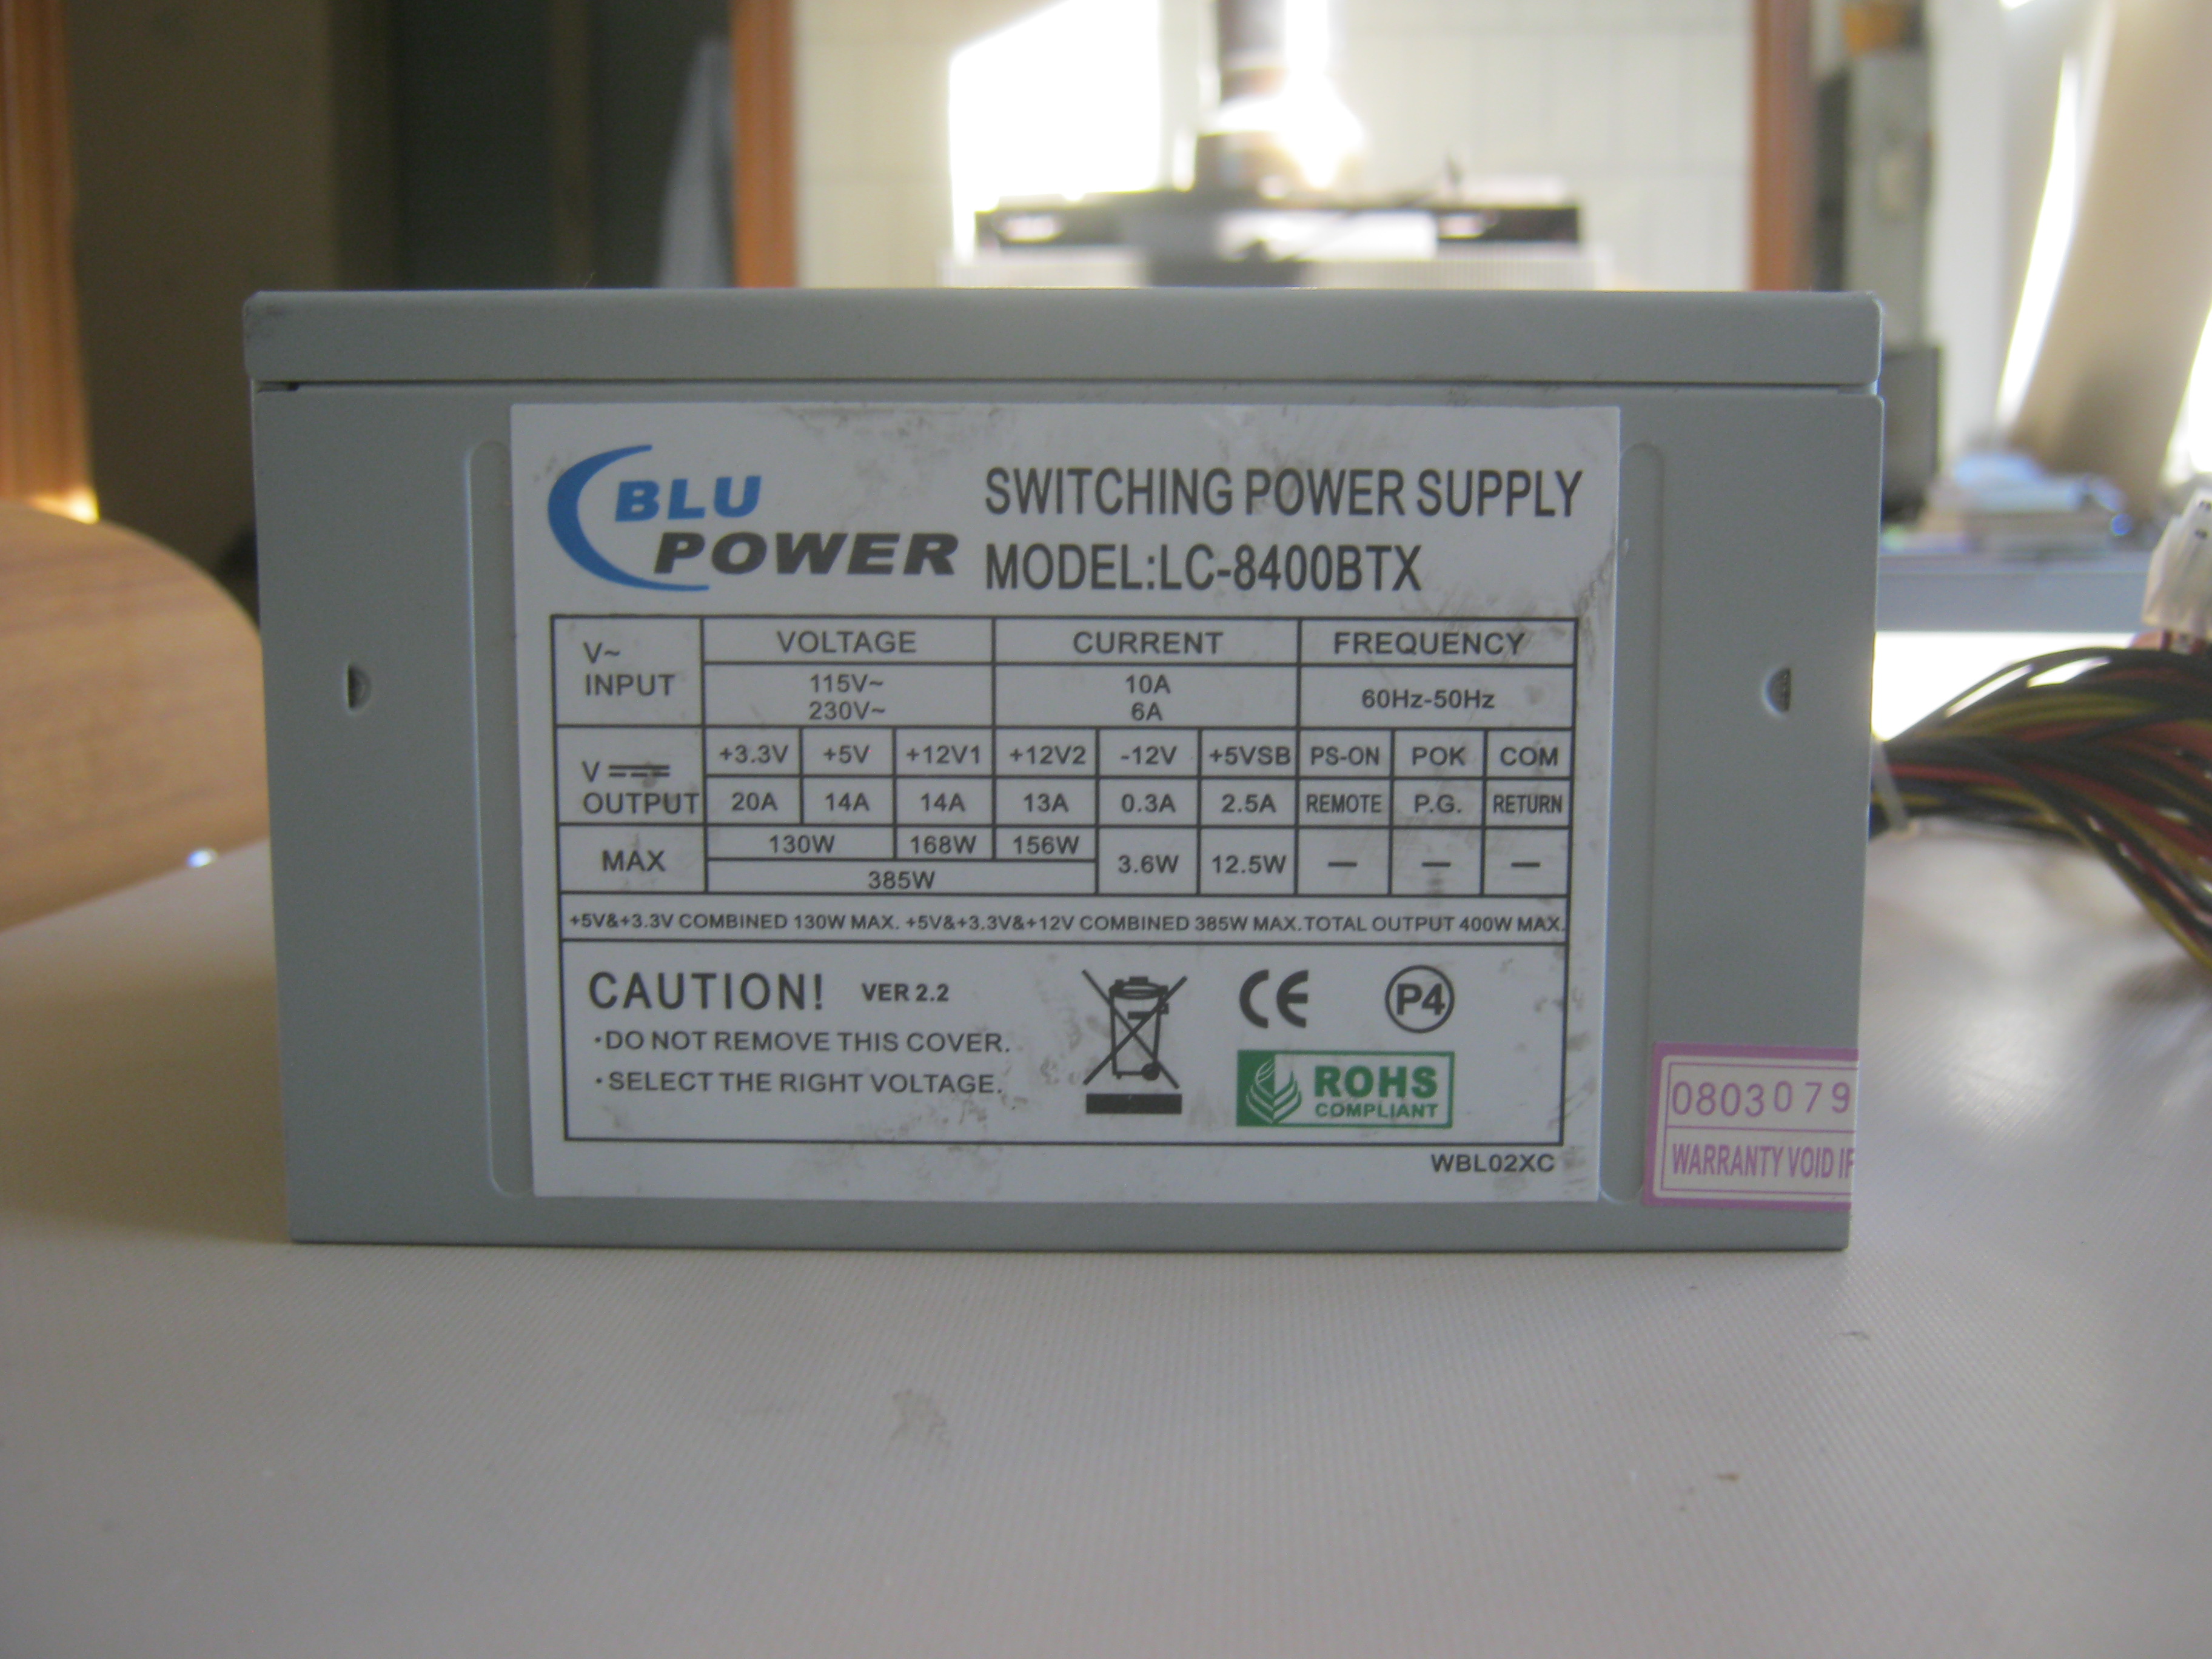 BLU
POWER
SWITCHING POWER SUPPLY
MODEL:LC-8400BTX
V~
INPUT
VOLTAGE CURRENT FREQUENCY
115V~ 10A 60Hz-50Hz
230V~ 6A
V
OUTPUT
+3.3V +5V +12V1 +12V2 -12V +5VSB PS-ON POK COM
20A 14A 14A 13A 0.3A 2.5A REMOTE P.G. RETURN
MAX 130W 168W 156W 3.6W 12.5W — — —
385W
+5V&+3.3V COMBINED 130W MAX. +5V&+3.3V&+12V COMBINED 385W MAX.TOTAL OUTPUT 400W MAX.
CAUTION! VER 2.2
·DO NOT REMOVE THIS COVER.
·SELECT THE RIGHT VOLTAGE.
CE
P4
ROHS
COMPLIANT
WBL02XC
0803079
WARRANTY VOID IF